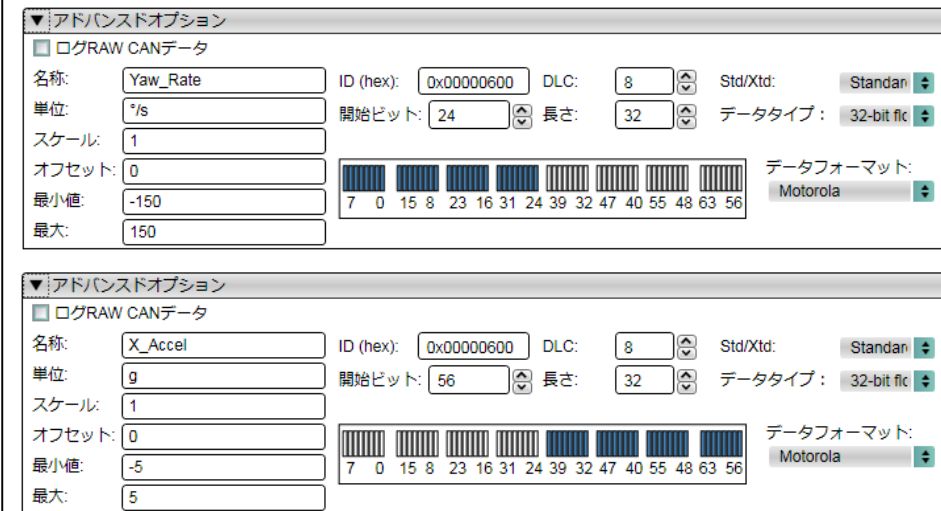 ▼ アドバンスドオプション
ログRAW CANデータ
名称: Yaw_Rate ID (hex): 0x00000600 DLC: 8 Std/Xtd: Standar
単位: °/s 開始ビット: 24 長さ: 32 データタイプ： 32-bit flo
スケール: 1
オフセット: 0 データフォーマット:
最小値: -150 7 0 15 8 23 16 31 24 39 32 47 40 55 48 63 56 Motorola
最大: 150
▼ アドバンスドオプション
ログRAW CANデータ
名称: X_Accel ID (hex): 0x00000600 DLC: 8 Std/Xtd: Standar
単位: g 開始ビット: 56 長さ: 32 データタイプ： 32-bit flo
スケール: 1
オフセット: 0 データフォーマット:
最小値: -5 7 0 15 8 23 16 31 24 39 32 47 40 55 48 63 56 Motorola
最大: 5